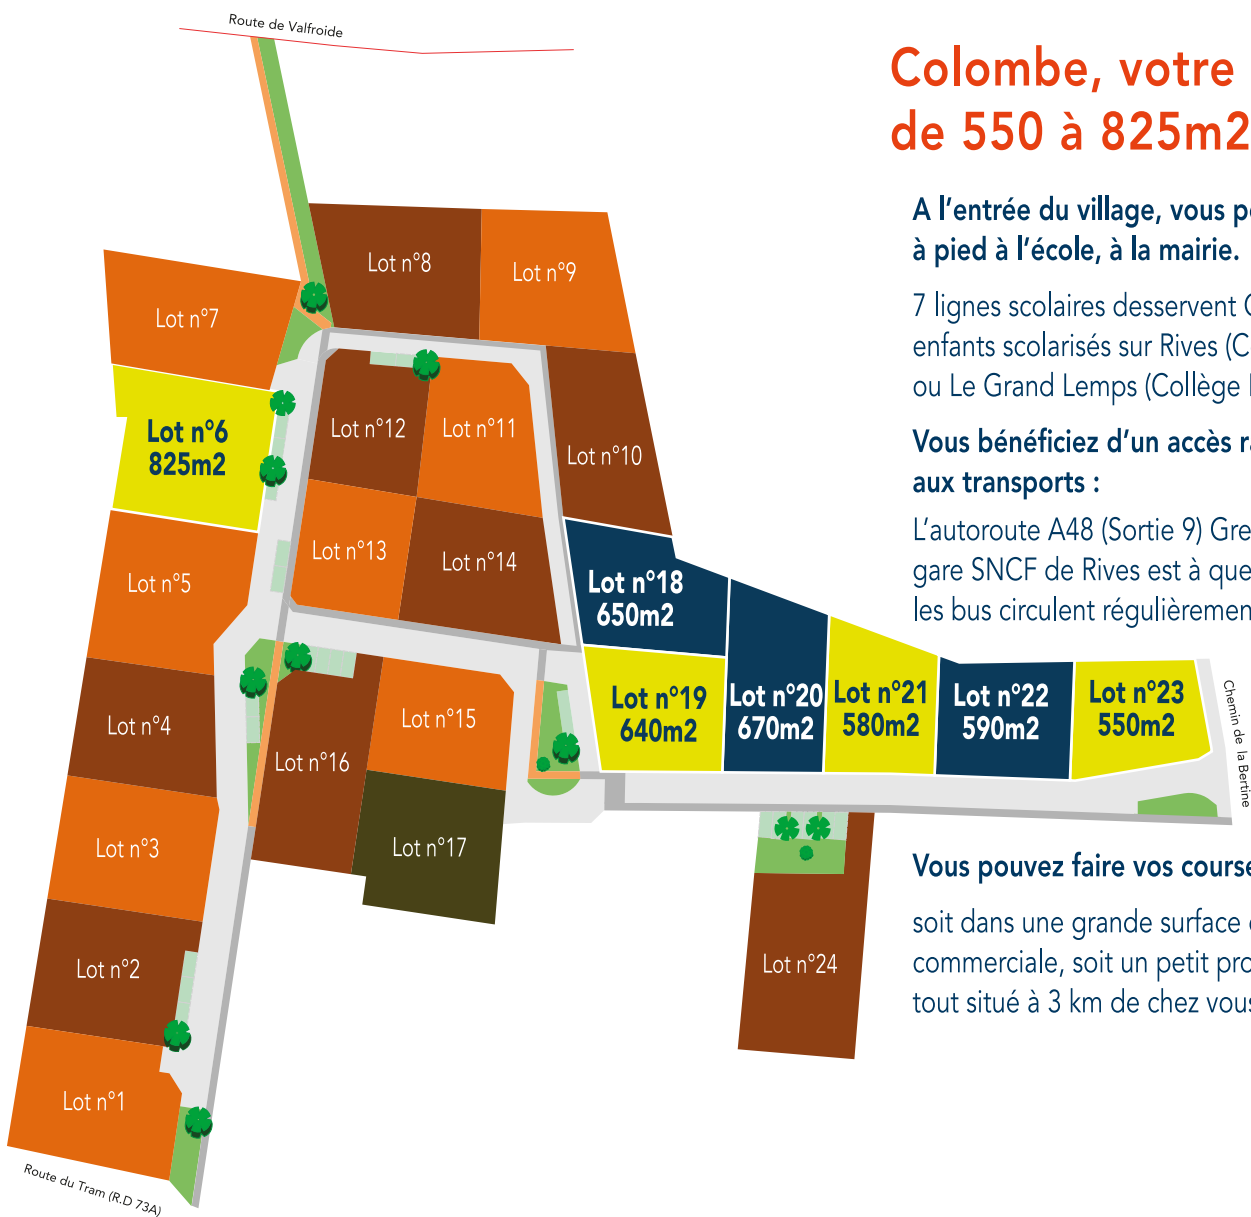 Route de Valfroide
Colombe, votre
de 550 à 825m2
A l'entrée du village, vous
à pied à l'école, à la mairie.
7 lignes scolaires desservent
enfants scolarisés sur Rives
ou Le Grand Lemps (Collège
Vous bénéficiez d'un accès
aux transports :
L'autoroute A48 (Sortie 9)
gare SNCF de Rives est à
les bus circulent
Lot n°8
Lot n°9
Lot n°7
Lot n°6
825m2
Lot n°12
Lot n°11
Lot n°10
Lot n°13
Lot n°14
Lot n°5
Lot n°18
650m2
Lot n°4
Lot n°16
Lot n°15
Lot n°19
640m2
Lot n°20
670m2
Lot n°21
580m2
Lot n°22
590m2
Lot n°23
550m2
Chemin de la Bertine
Lot n°3
Lot n°17
Lot n°2
Lot n°24
Lot n°1
Route du Tram (R.D 73A)
Vous pouvez faire vos
soit dans une grande surface
commerciale, soit un petit
tout situé à 3 km de chez